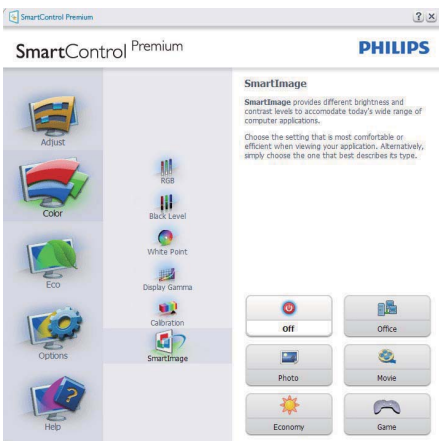 SmartControl Premium
SmartControl Premium
PHILIPS
Adjust
Color
Eco
Options
Help
RGB
Black Level
White Point
Display Gamma
Calibration
SmartImage
SmartImage
SmartImage provides different brightness and
contrast levels to accomodate today's wide range of
computer applications.
Choose the setting that is most comfortable or
efficient when viewing your application. Alternatively,
simply choose the one that best describes its type.
Off
Office
Photo
Movie
Economy
Game